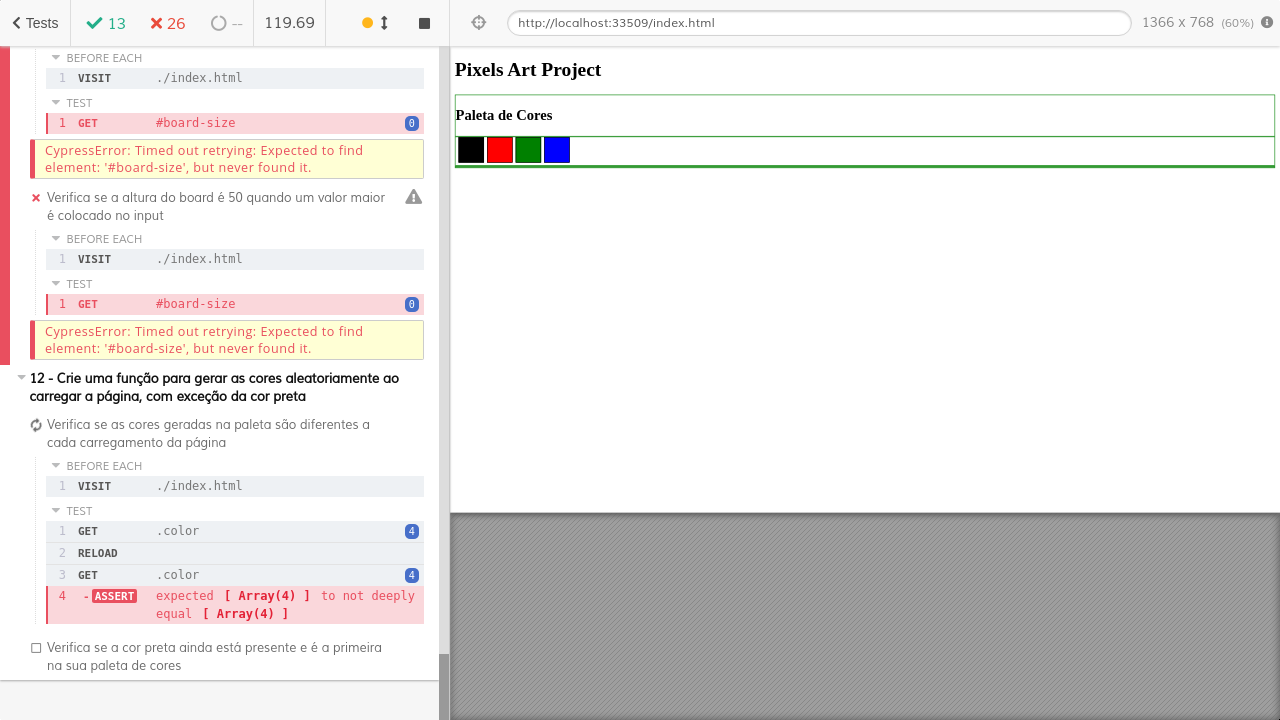 Tests
13
26
--
119.69
http://localhost:33509/index.html
1366 x 768 (60%)
BEFORE EACH
1 VISIT ./index.html
TEST
1 GET #board-size 0
CypressError: Timed out retrying: Expected to find
element: '#board-size', but never found it.
Verifica se a altura do board é 50 quando um valor maior
é colocado no input
BEFORE EACH
1 VISIT ./index.html
TEST
1 GET #board-size 0
CypressError: Timed out retrying: Expected to find
element: '#board-size', but never found it.
12 - Crie uma função para gerar as cores aleatoriamente ao
carregar a página, com exceção da cor preta
Verifica se as cores geradas na paleta são diferentes a
cada carregamento da página
BEFORE EACH
1 VISIT ./index.html
TEST
1 GET .color 4
2 RELOAD
3 GET .color 4
4 -ASSERT expected [ Array(4) ] to not deeply
equal [ Array(4) ]
Verifica se a cor preta ainda está presente e é a primeira
na sua paleta de cores
Pixels Art Project
Paleta de Cores